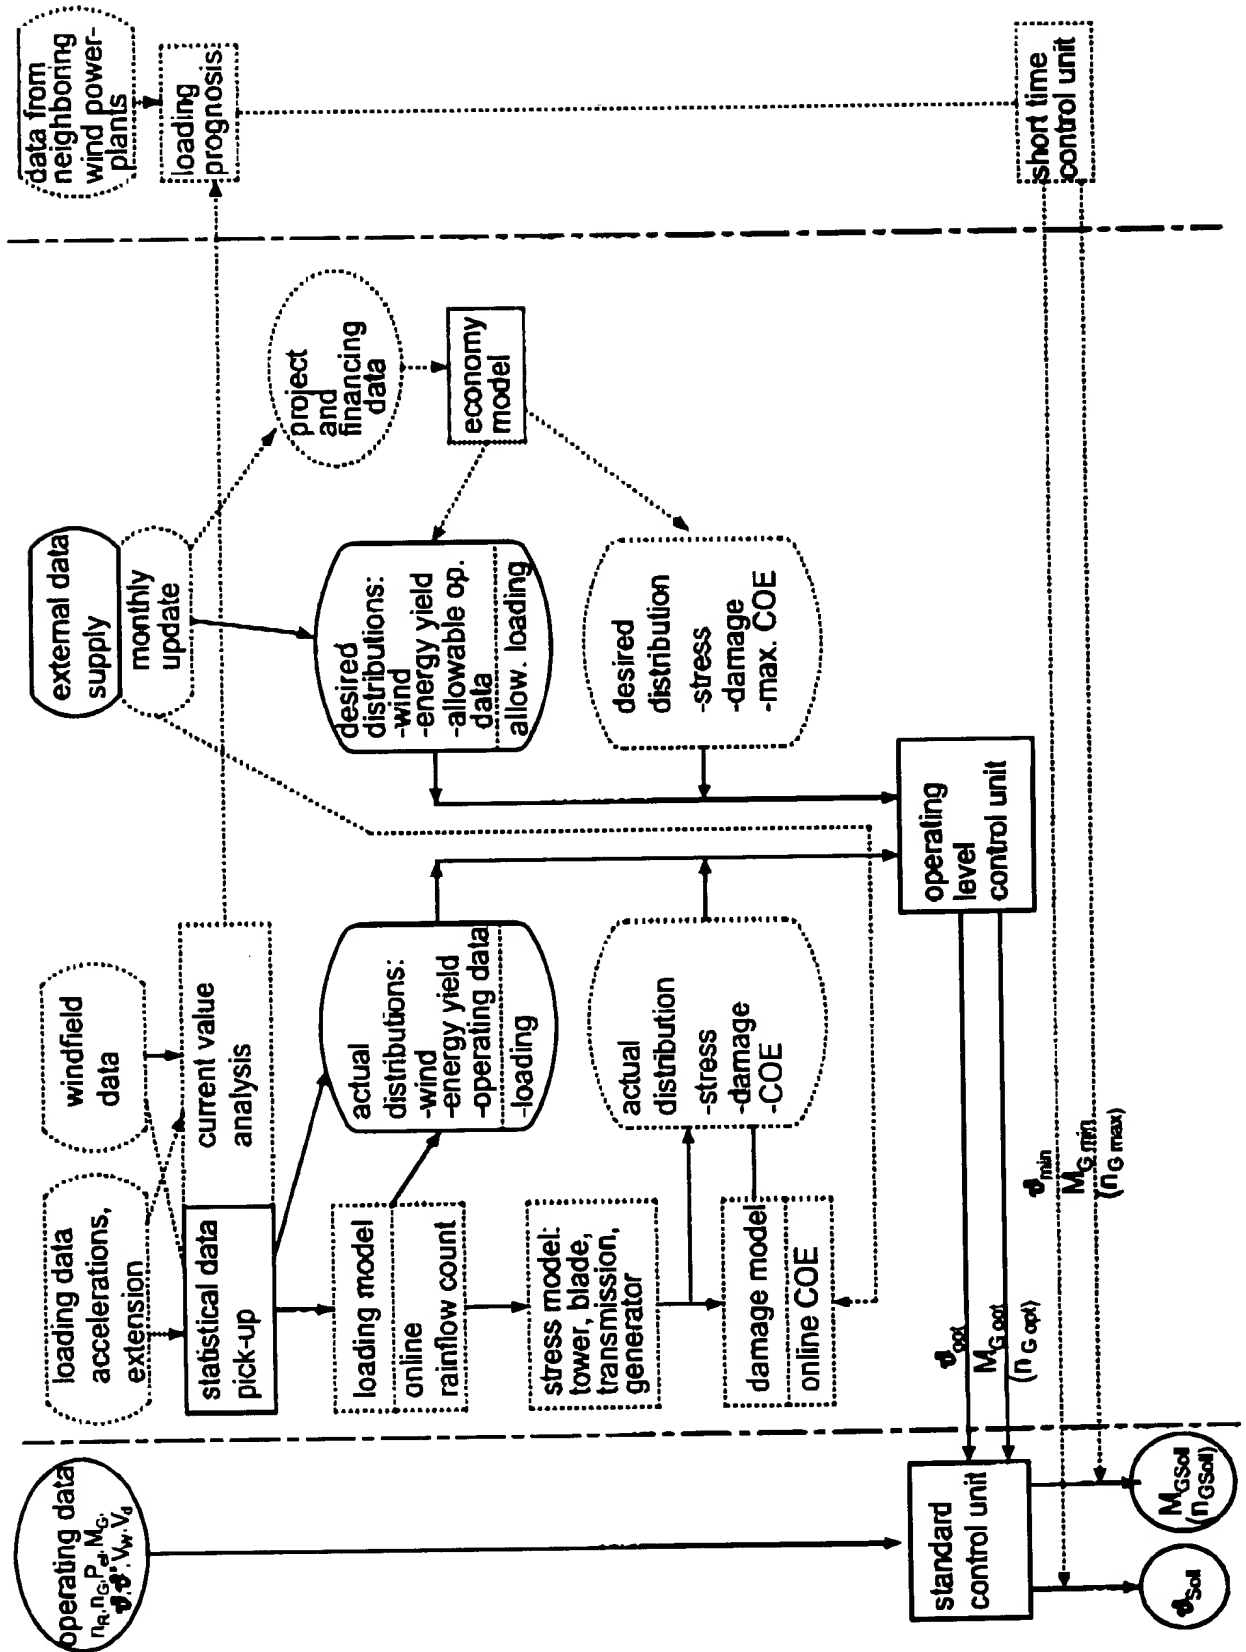 operating data
n_R, n_G, P_el, M_G,
ϑ, ϑ", V_W, V_d
loading data
accelerations,
extension
windfield
data
external data
supply
monthly
update
data from
neighboring
wind power-
plants
statistical data
pick-up
current value
analysis
loading
prognosis
project
and
financing
data
economy
model
loading model
online
rainflow count
actual
distributions:
-wind
-energy yield
-operating data
-loading
desired
distributions:
-wind
-energy yield
-allowable op.
data
allow. loading
stress model:
tower, blade,
transmission,
generator
actual
distribution
-stress
-damage
-COE
desired
distribution
-stress
-damage
-max. COE
damage model
online COE
operating
level
control unit
standard
control unit
short time
control unit
ϑ_opt
M_G opt
(n_G opt)
ϑ_min
M_G min
(n_G max)
ϑ_Soll
M_GSoll
(n_GSoll)